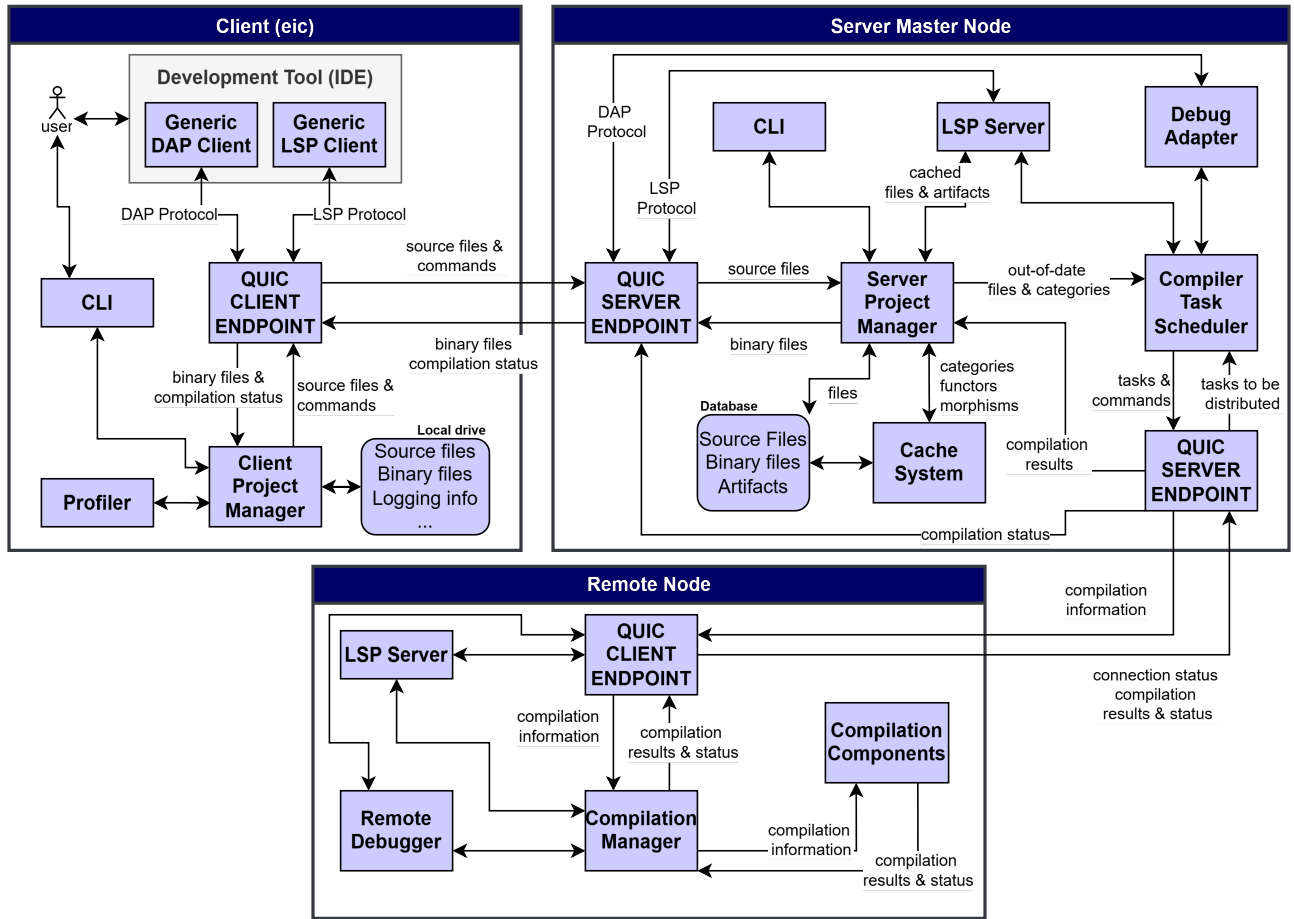 Client (eic)
Development Tool (IDE)
user
Generic
DAP Client
Generic
LSP Client
DAP Protocol
LSP Protocol
CLI
QUIC
CLIENT
ENDPOINT
source files &
commands
binary files
compilation status
binary files &
compilation status
source files &
commands
Client
Project
Manager
Profiler
Local drive
Source files
Binary files
Logging info
...
Server Master Node
DAP
Protocol
LSP
Protocol
CLI
LSP Server
Debug
Adapter
cached
files & artifacts
QUIC
SERVER
ENDPOINT
source files
binary files
Server
Project
Manager
out-of-date
files & categories
Compiler
Task
Scheduler
files
categories
functors
morphisms
Database
Source Files
Binary files
Artifacts
Cache
System
compilation
results
tasks &
commands
tasks to be
distributed
QUIC
SERVER
ENDPOINT
compilation status
compilation
information
connection status
compilation
results & status
Remote Node
LSP Server
QUIC
CLIENT
ENDPOINT
compilation
information
compilation
results & status
Compilation
Components
Remote
Debugger
Compilation
Manager
compilation
information
compilation
results & status